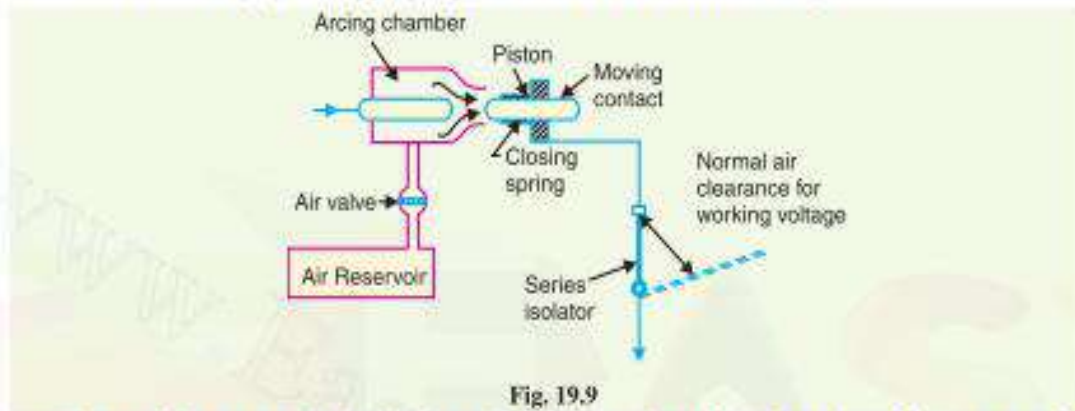 Arcing chamber
Piston
Moving
contact
Closing
spring
Normal air
clearance for
working voltage
Air valve
Air Reservoir
Series
isolator
Fig. 19.9